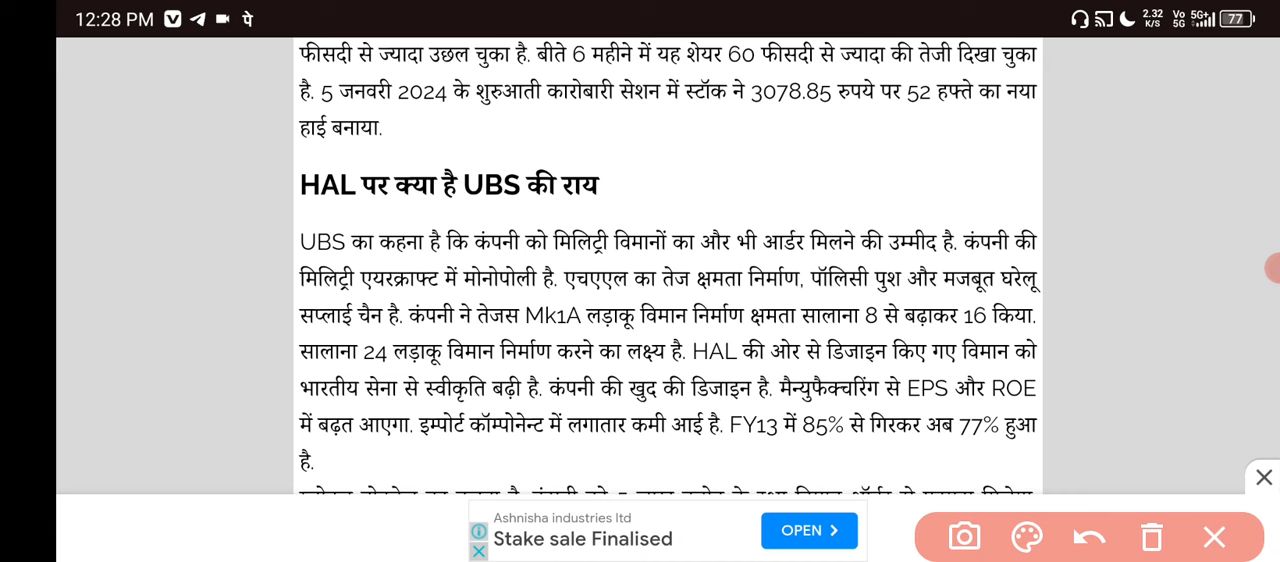 12:28 PM
2.32 K/S Vo 5G 5G+ 77
फीसदी से ज्यादा उछल चुका है. बीते 6 महीने में यह शेयर 60 फीसदी से ज्यादा की तेजी दिखा चुका
है. 5 जनवरी 2024 के शुरुआती कारोबारी सेशन में स्टॉक ने 3078.85 रुपये पर 52 हफ्ते का नया
हाई बनाया.
HAL पर क्या है UBS की राय
UBS का कहना है कि कंपनी को मिलिट्री विमानों का और भी आर्डर मिलने की उम्मीद है. कंपनी की
मिलिट्री एयरक्राफ्ट में मोनोपोली है. एचएएल का तेज क्षमता निर्माण, पॉलिसी पुश और मजबूत घरेलू
सप्लाई चैन है. कंपनी ने तेजस Mk1A लड़ाकू विमान निर्माण क्षमता सालाना 8 से बढ़ाकर 16 किया.
सालाना 24 लड़ाकू विमान निर्माण करने का लक्ष्य है. HAL की ओर से डिजाइन किए गए विमान को
भारतीय सेना से स्वीकृति बढ़ी है. कंपनी की खुद की डिजाइन है. मैन्युफैक्चरिंग से EPS और ROE
में बढ़त आएगा. इम्पोर्ट कॉम्पोनेन्ट में लगातार कमी आई है. FY13 में 85% से गिरकर अब 77% हुआ
है.
Ashnisha industries ltd
Stake sale Finalised
OPEN